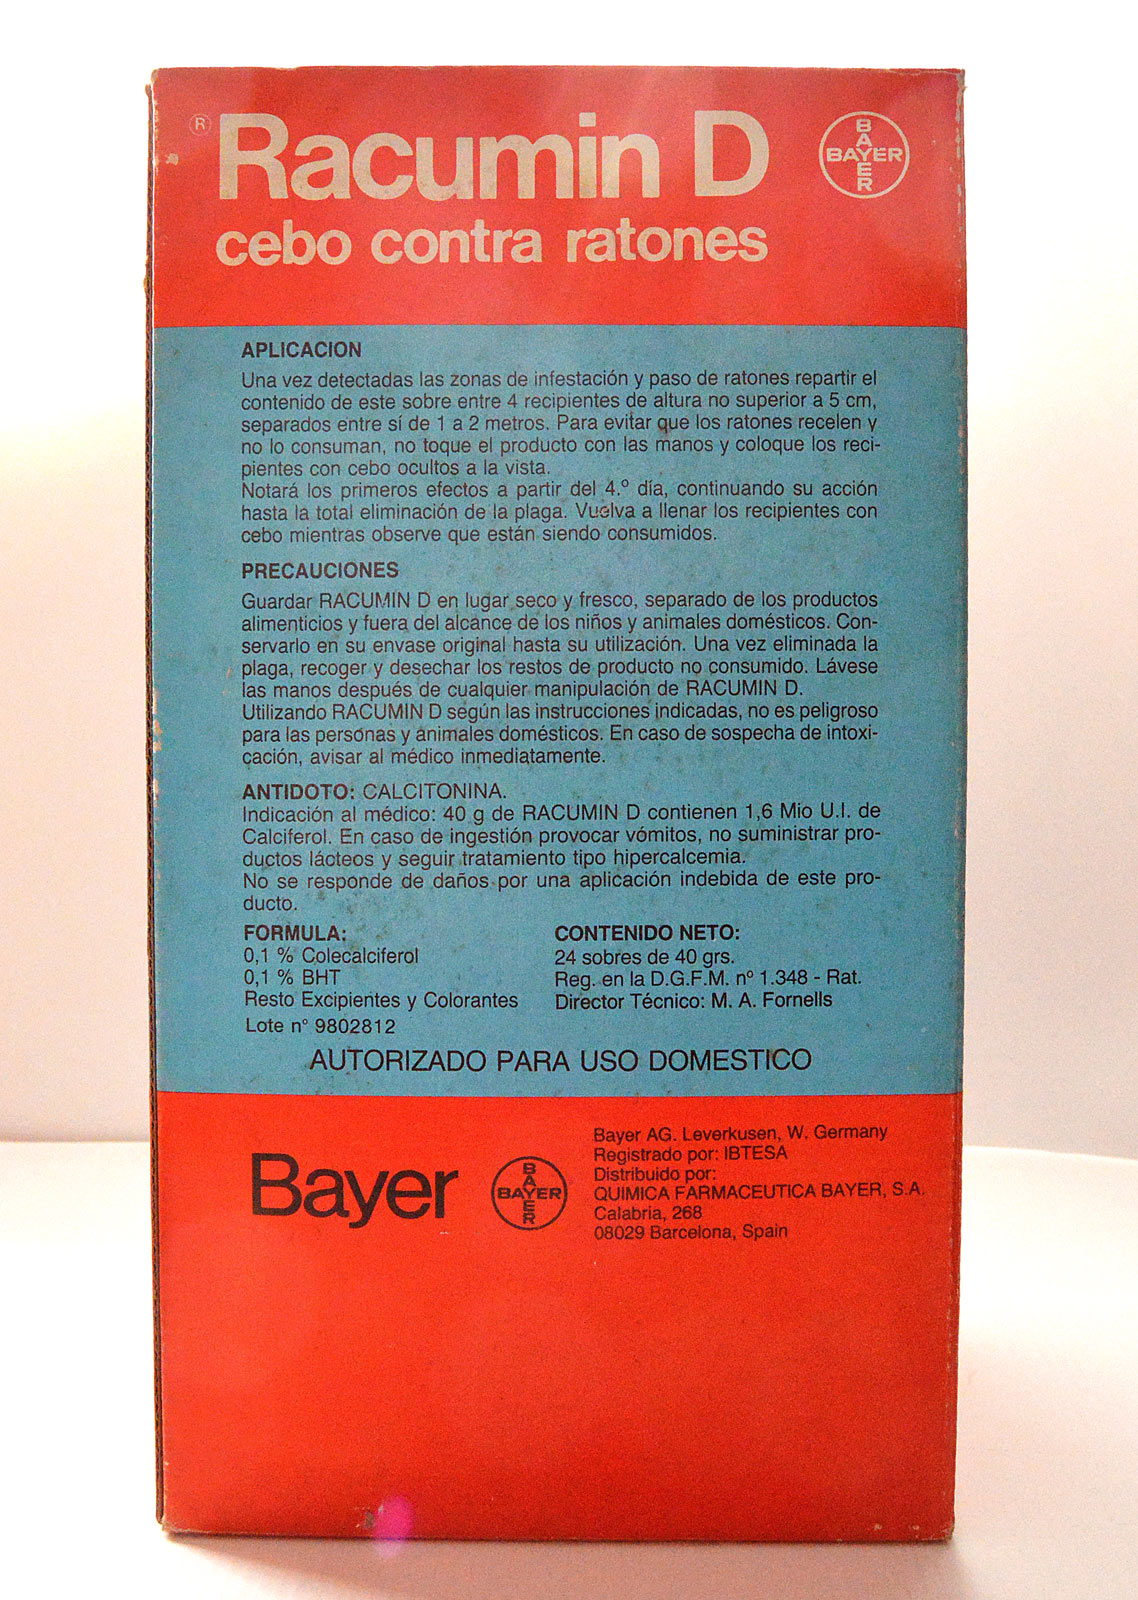 ® Racumin D
BAYER
BAYER
cebo contra ratones
APLICACION
Una vez detectadas las zonas de infestación y paso de ratones repartir el
contenido de este sobre entre 4 recipientes de altura no superior a 5 cm,
separados entre sí de 1 a 2 metros. Para evitar que los ratones recelen y
no lo consuman, no toque el producto con las manos y coloque los reci-
pientes con cebo ocultos a la vista.
Notará los primeros efectos a partir del 4.º día, continuando su acción
hasta la total eliminación de la plaga. Vuelva a llenar los recipientes con
cebo mientras observe que están siendo consumidos.
PRECAUCIONES
Guardar RACUMIN D en lugar seco y fresco, separado de los productos
alimenticios y fuera del alcance de los niños y animales domésticos. Con-
servarlo en su envase original hasta su utilización. Una vez eliminada la
plaga, recoger y desechar los restos de producto no consumido. Lávese
las manos después de cualquier manipulación de RACUMIN D.
Utilizando RACUMIN D según las instrucciones indicadas, no es peligroso
para las personas y animales domésticos. En caso de sospecha de intoxi-
cación, avisar al médico inmediatamente.
ANTIDOTO: CALCITONINA.
Indicación al médico: 40 g de RACUMIN D contienen 1,6 Mio U.I. de
Calciferol. En caso de ingestión provocar vómitos, no suministrar pro-
ductos lácteos y seguir tratamiento tipo hipercalcemia.
No se responde de daños por una aplicación indebida de este pro-
ducto.
FORMULA:
0,1 % Colecalciferol
0,1 % BHT
Resto Excipientes y Colorantes
Lote n° 9802812
CONTENIDO NETO:
24 sobres de 40 grs.
Reg. en la D.G.F.M. nº 1.348 - Rat.
Director Técnico: M. A. Fornells
AUTORIZADO PARA USO DOMESTICO
Bayer
BAYER
BAYER
Bayer AG. Leverkusen, W. Germany
Registrado por: IBTESA
Distribuido por:
QUIMICA FARMACEUTICA BAYER, S.A.
Calabria, 268
08029 Barcelona, Spain